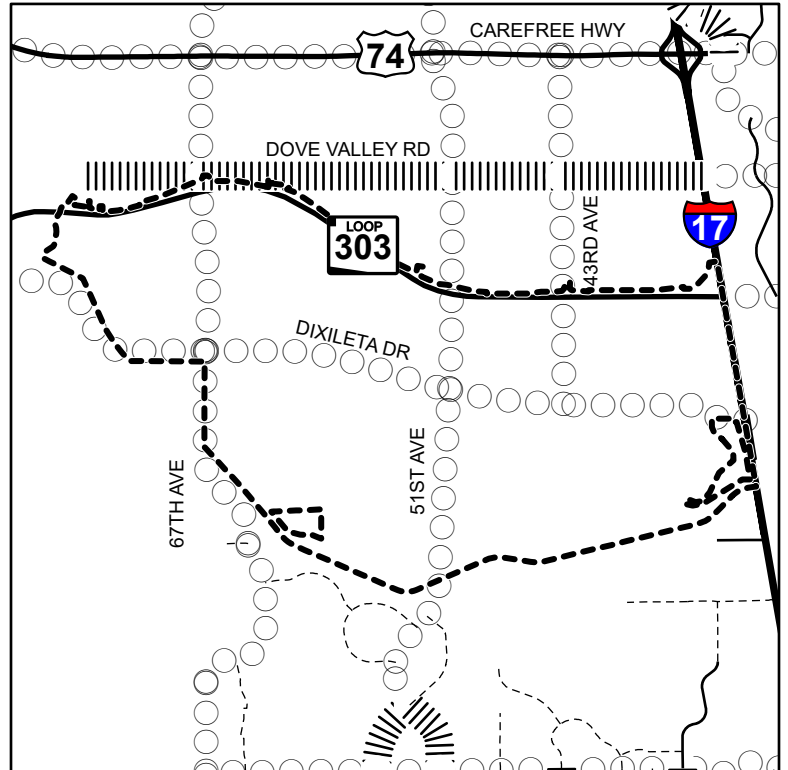 CAREFREE HWY
74
DOVE VALLEY RD
LOOP
303
43RD AVE
17
DIXILETA DR
67TH AVE
51ST AVE